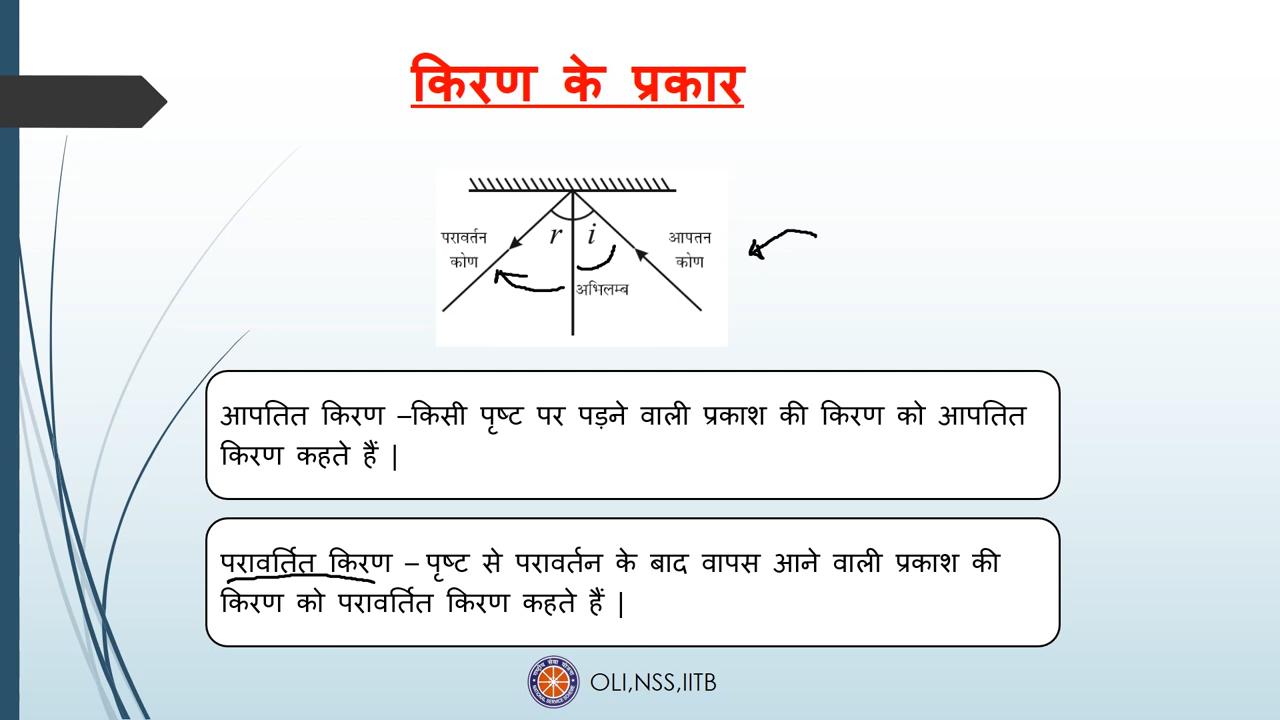 किरण के प्रकार
परावर्तन
कोण
r
i
आपतन
कोण
अभिलम्ब
आपतित किरण –किसी पृष्ट पर पड़ने वाली प्रकाश की किरण को आपतित
किरण कहते हैं |
परावर्तित किरण – पृष्ट से परावर्तन के बाद वापस आने वाली प्रकाश की
किरण को परावर्तित किरण कहते हैं |
OLI,NSS,IITB